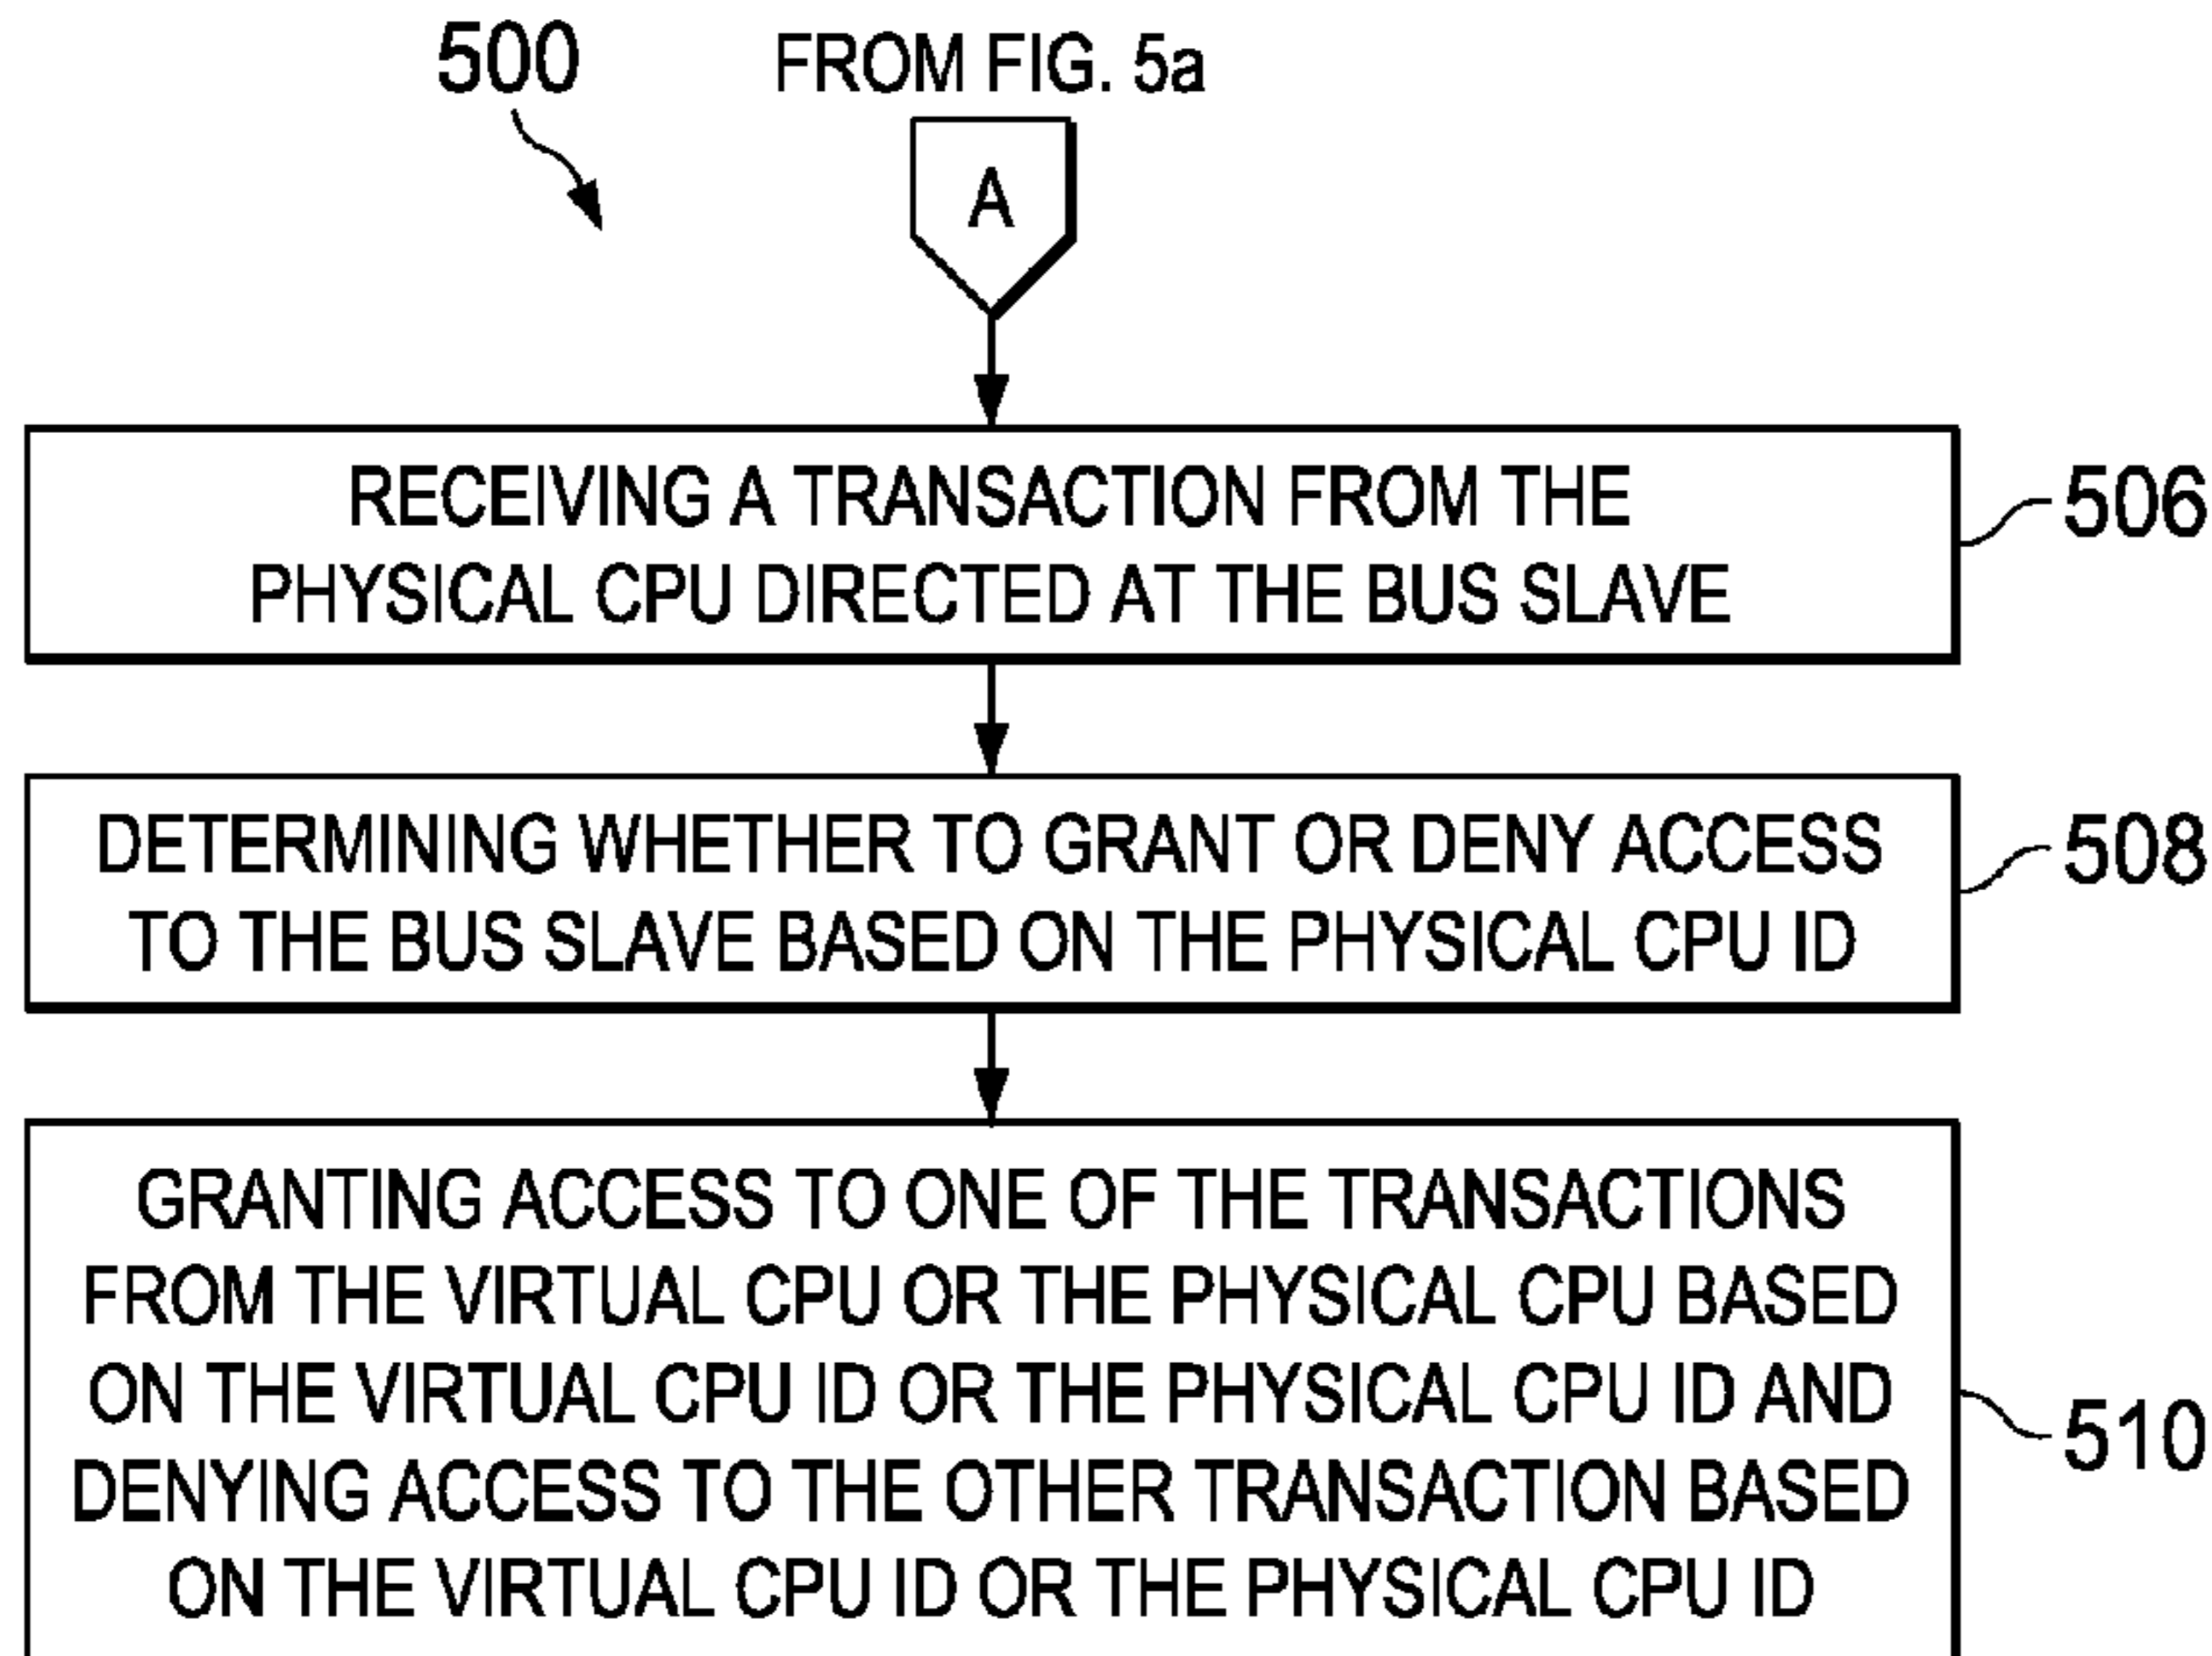 500
FROM FIG. 5a
A
RECEIVING A TRANSACTION FROM THE
PHYSICAL CPU DIRECTED AT THE BUS SLAVE
506
DETERMINING WHETHER TO GRANT OR DENY ACCESS
TO THE BUS SLAVE BASED ON THE PHYSICAL CPU ID
508
GRANTING ACCESS TO ONE OF THE TRANSACTIONS
FROM THE VIRTUAL CPU OR THE PHYSICAL CPU BASED
ON THE VIRTUAL CPU ID OR THE PHYSICAL CPU ID AND
DENYING ACCESS TO THE OTHER TRANSACTION BASED
ON THE VIRTUAL CPU ID OR THE PHYSICAL CPU ID
510